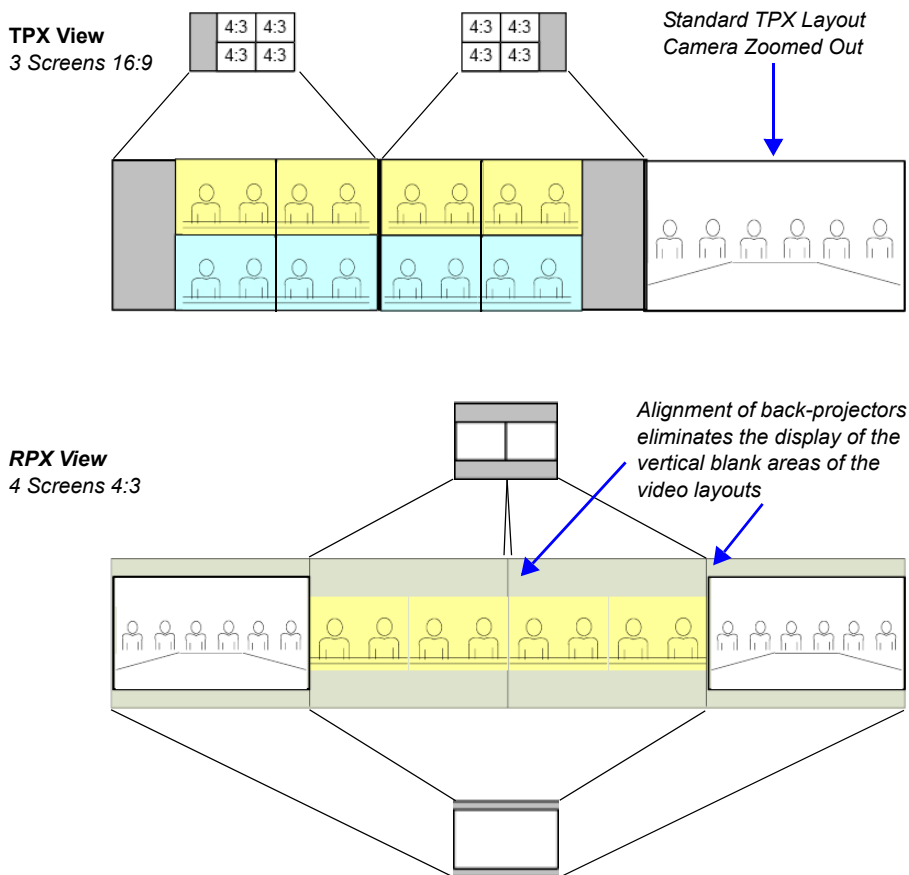 TPX View
3 Screens 16:9
4:3 4:3
4:3 4:3
4:3 4:3
4:3 4:3
Standard TPX Layout
Camera Zoomed Out
RPX View
4 Screens 4:3
Alignment of back-projectors
eliminates the display of the
vertical blank areas of the
video layouts